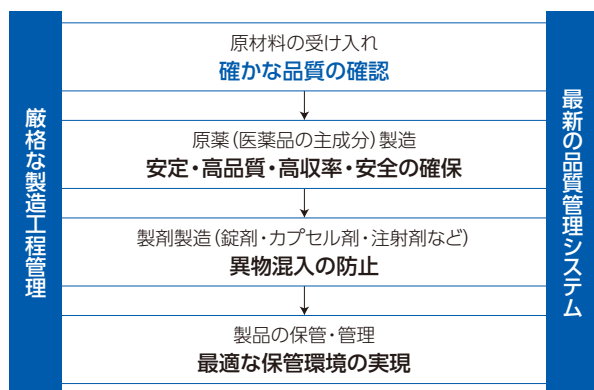 厳格な製造工程管理
原材料の受け入れ
確かな品質の確認
原薬(医薬品の主成分)製造
安定・高品質・高収率・安全の確保
製剤製造(錠剤・カプセル剤・注射剤など)
異物混入の防止
製品の保管・管理
最適な保管環境の実現
最新の品質管理システム